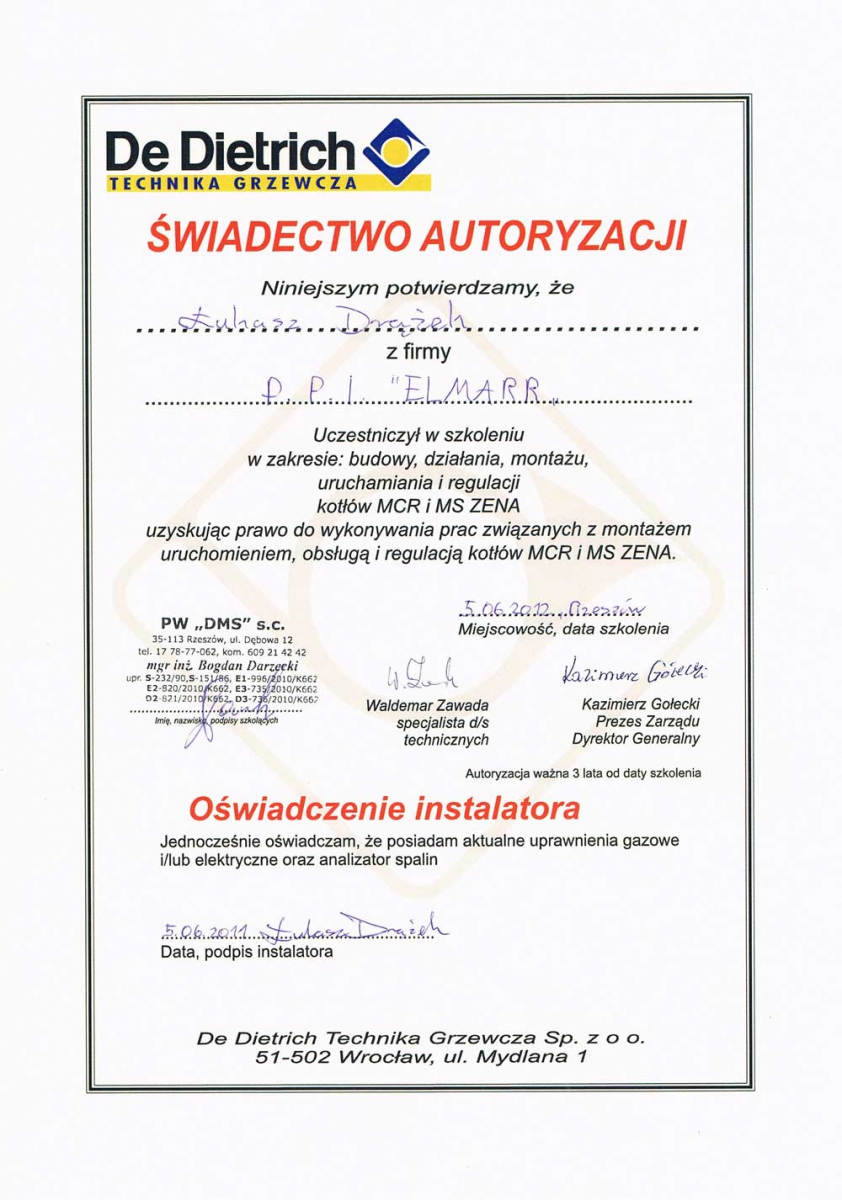 De Dietrich
TECHNIKA GRZEWCZA
ŚWIADECTWO AUTORYZACJI
Niniejszym potwierdzamy, że
Łukasz Drążek
z firmy
P. P. I. "ELMARR„
Uczestniczył w szkoleniu
w zakresie: budowy, działania, montażu,
uruchamiania i regulacji
kotłów MCR i MS ZENA
uzyskując prawo do wykonywania prac związanych z montażem
uruchomieniem, obsługą i regulacją kotłów MCR i MS ZENA.
5.06.2012, Rzeszów
Miejscowość, data szkolenia
PW „DMS" s.c.
35-113 Rzeszów, ul. Dębowa 12
tel. 17 78-77-062, kom. 609 21 42 42
mgr inż. Bogdan Darzecki
upr. S-232/90,S-151/86, E1-996/2010/K662
E2-820/2010/K662, E3-735/2010/K662
D2-821/2010/K662, D3-736/2010/K662
Imię, nazwisko, podpisy szkolących
Waldemar Zawada
specjalista d/s
technicznych
Kazimierz Gołecki
Kazimierz Gołecki
Prezes Zarządu
Dyrektor Generalny
Autoryzacja ważna 3 lata od daty szkolenia
Oświadczenie instalatora
Jednocześnie oświadczam, że posiadam aktualne uprawnienia gazowe
i/lub elektryczne oraz analizator spalin
5.06.2011 Łukasz Drążek
Data, podpis instalatora
De Dietrich Technika Grzewcza Sp. z o o.
51-502 Wrocław, ul. Mydlana 1